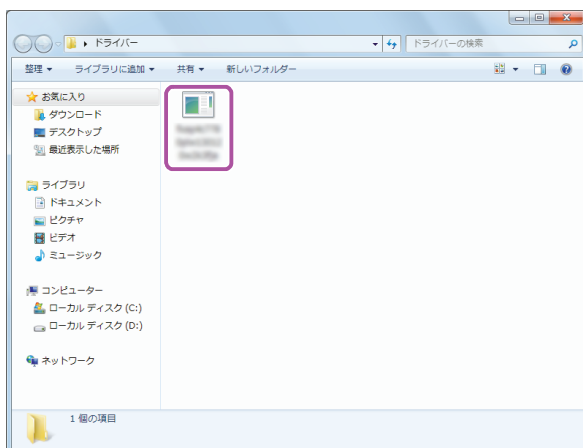 ドライバー
ドライバーの検索
整理
ライブラリに追加
共有
新しいフォルダー
お気に入り
ダウンロード
デスクトップ
最近表示した場所
ライブラリ
ドキュメント
ピクチャ
ビデオ
ミュージック
コンピューター
ローカル ディスク (C:)
ローカル ディスク (D:)
ネットワーク
1 個の項目